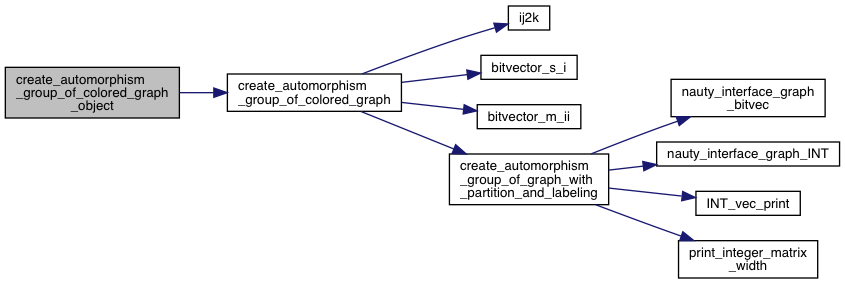 create_automorphism
_group_of_colored_graph
_object
create_automorphism
_group_of_colored_graph
ij2k
bitvector_s_i
bitvector_m_ii
create_automorphism
_group_of_graph_with
_partition_and_labeling
nauty_interface_graph
_bitvec
nauty_interface_graph_INT
INT_vec_print
print_integer_matrix
_width